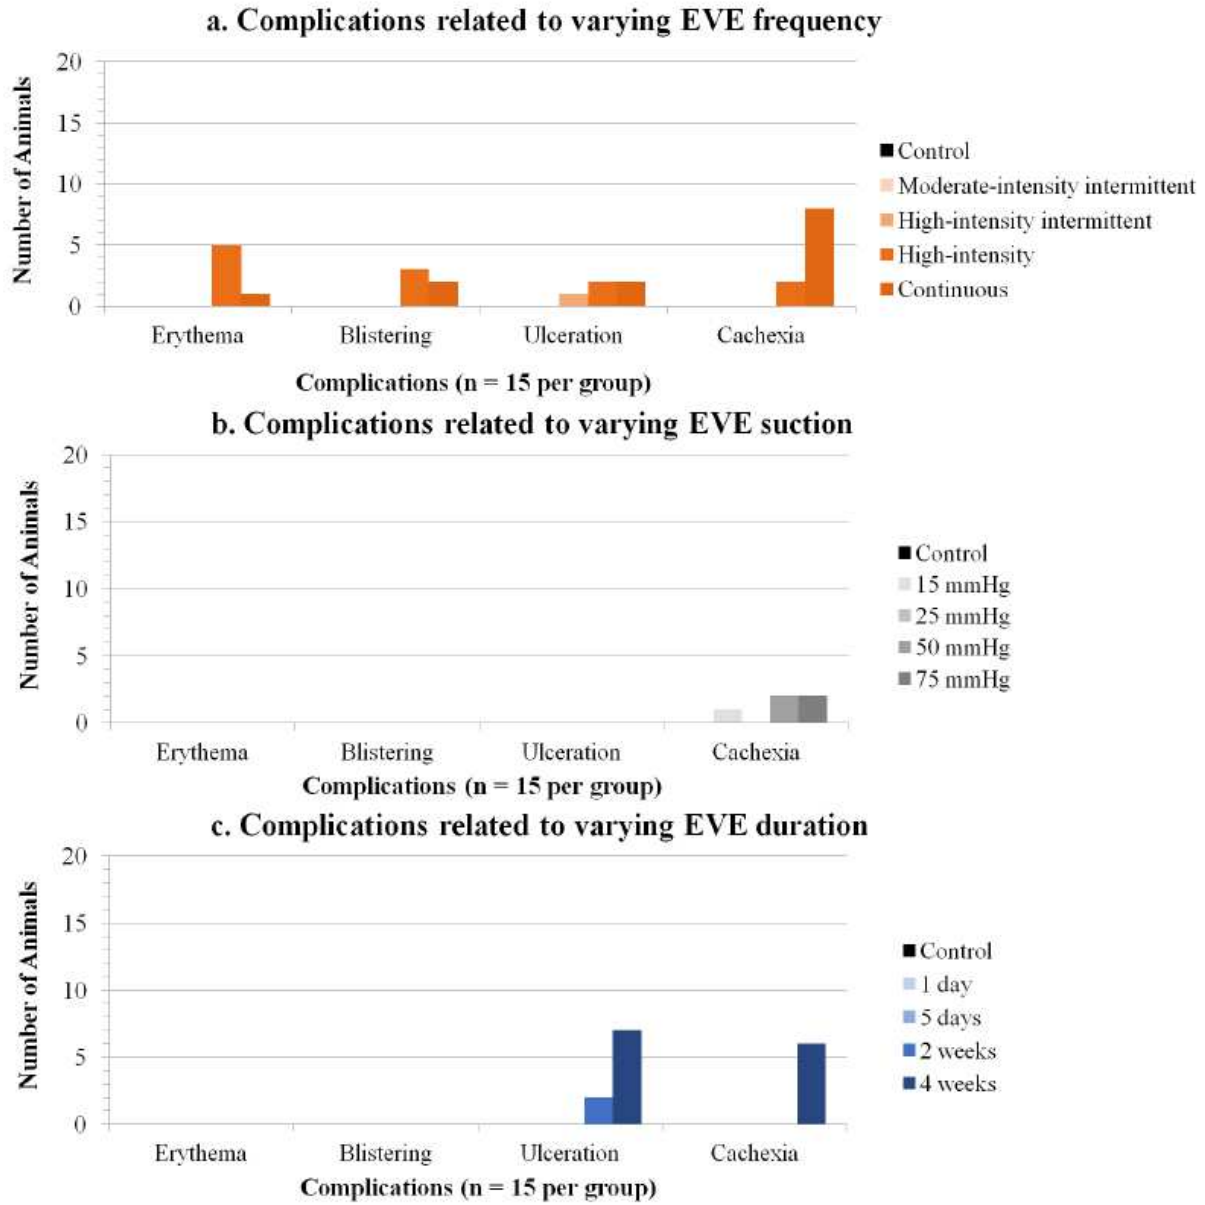 a. Complications related to varying EVE frequency
Number of Animals
20
15
10
5
0
Erythema
Blistering
Ulceration
Cachexia
Complications (n = 15 per group)
Control
Moderate-intensity intermittent
High-intensity intermittent
High-intensity
Continuous
b. Complications related to varying EVE suction
Number of Animals
20
15
10
5
0
Erythema
Blistering
Ulceration
Cachexia
Complications (n = 15 per group)
Control
15 mmHg
25 mmHg
50 mmHg
75 mmHg
c. Complications related to varying EVE duration
Number of Animals
20
15
10
5
0
Erythema
Blistering
Ulceration
Cachexia
Complications (n = 15 per group)
Control
1 day
5 days
2 weeks
4 weeks